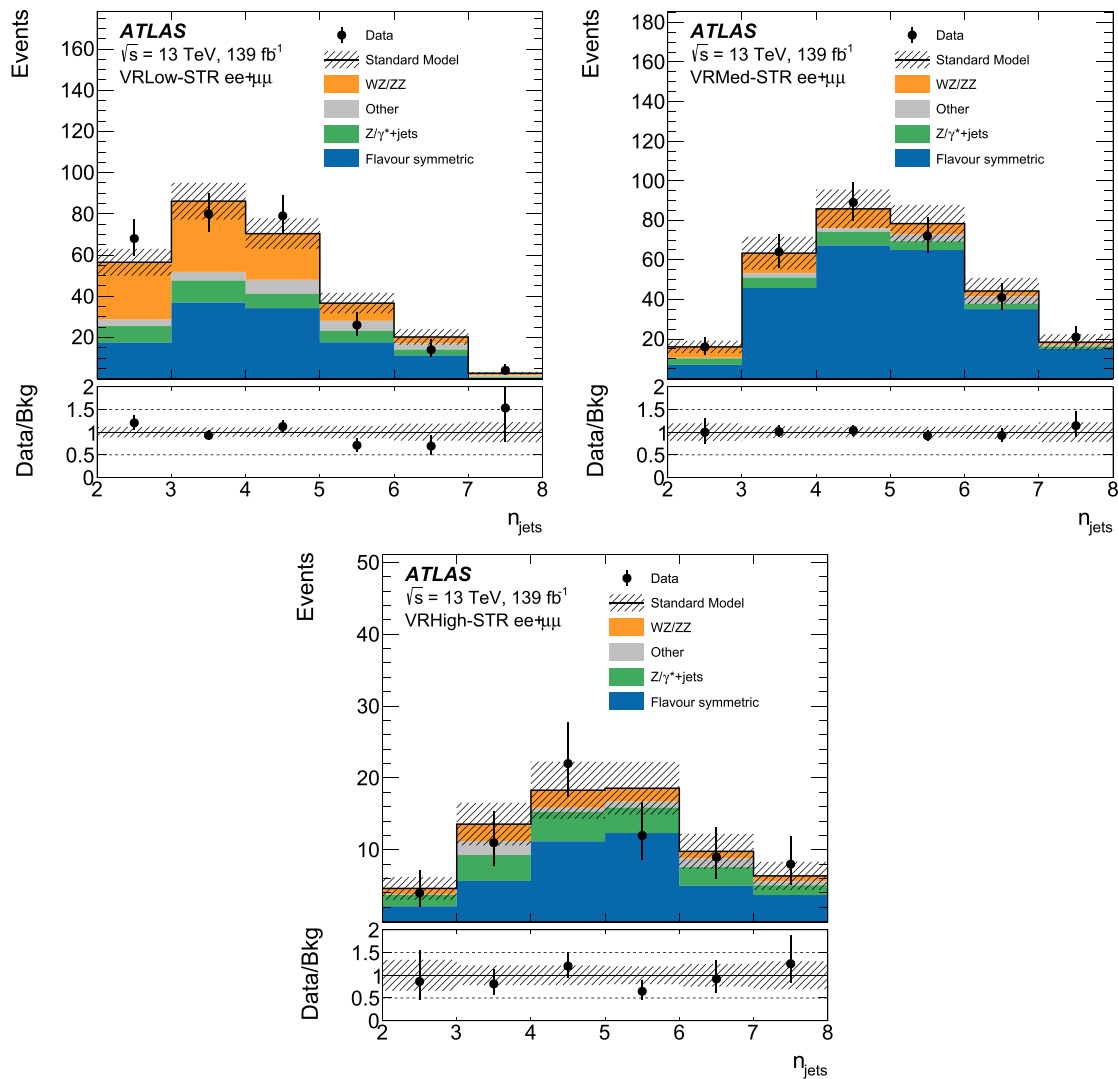 Events
ATLAS
√s = 13 TeV, 139 fb⁻¹
VRLow-STR ee+μμ
Data
Standard Model
WZ/ZZ
Other
Z/γ*+jets
Flavour symmetric
160
140
120
100
80
60
40
20
Data/Bkg
2
1.5
1
0.5
0
2 3 4 5 6 7 8
n_jets
Events
ATLAS
√s = 13 TeV, 139 fb⁻¹
VRMed-STR ee+μμ
Data
Standard Model
WZ/ZZ
Other
Z/γ*+jets
Flavour symmetric
180
160
140
120
100
80
60
40
20
Data/Bkg
2
1.5
1
0.5
0
2 3 4 5 6 7 8
n_jets
Events
ATLAS
√s = 13 TeV, 139 fb⁻¹
VRHigh-STR ee+μμ
Data
Standard Model
WZ/ZZ
Other
Z/γ*+jets
Flavour symmetric
50
40
30
20
10
Data/Bkg
2
1.5
1
0.5
0
2 3 4 5 6 7 8
n_jets